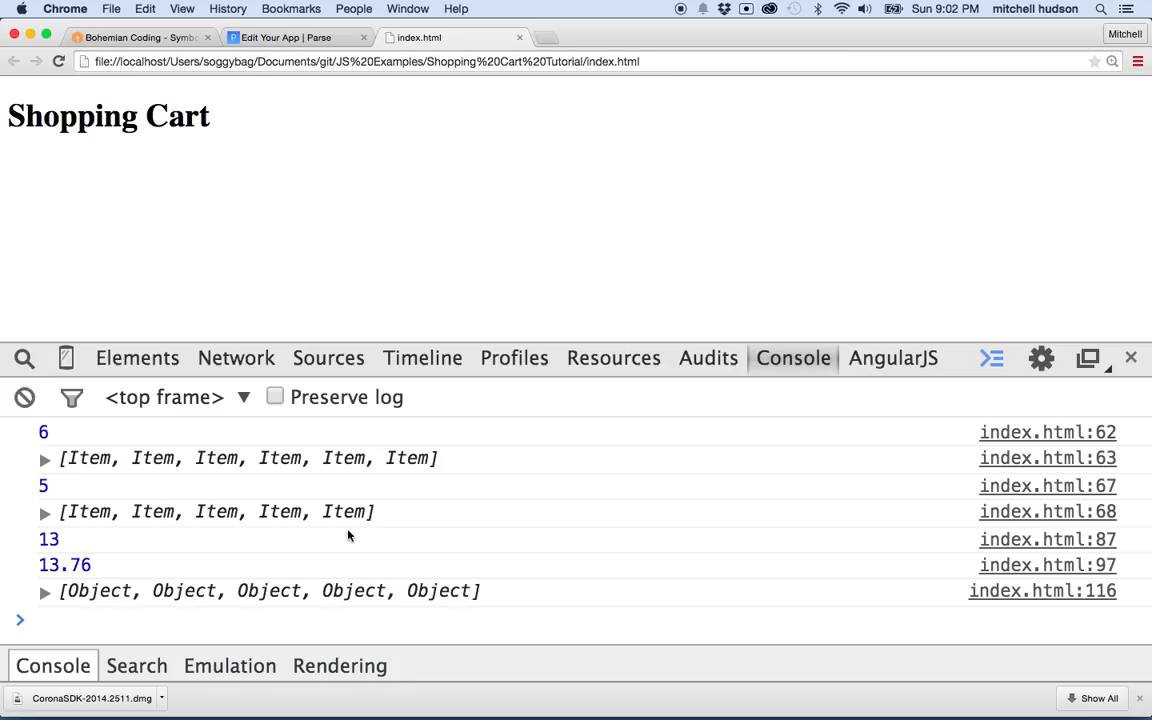 Chrome File Edit View History Bookmarks People Window Help Sun 9:02 PM mitchell hudson
Bohemian Coding - Symbo Edit Your App | Parse index.html Mitchell
file://localhost/Users/soggybag/Documents/git/JS%20Examples/Shopping%20Cart%20Tutorial/index.html
Shopping Cart
Elements Network Sources Timeline Profiles Resources Audits Console AngularJS
<top frame> Preserve log
6 index.html:62
[Item, Item, Item, Item, Item, Item] index.html:63
5 index.html:67
[Item, Item, Item, Item, Item] index.html:68
13 index.html:87
13.76 index.html:97
[Object, Object, Object, Object, Object] index.html:116
Console Search Emulation Rendering
CoronaSDK-2014.2511.dmg Show All